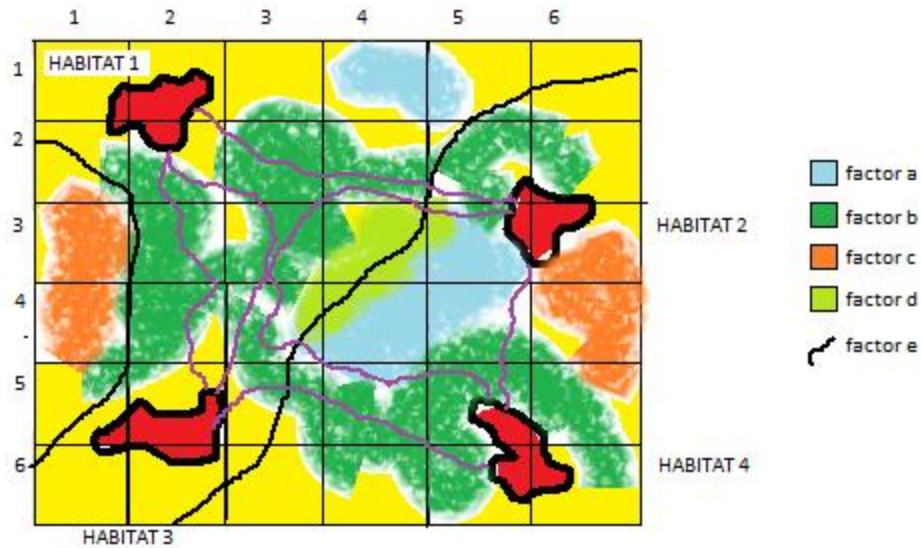 1 2 3 4 5 6
1
HABITAT 1
2
3
HABITAT 2
4
5
6
HABITAT 4
HABITAT 3
factor a
factor b
factor c
factor d
factor e